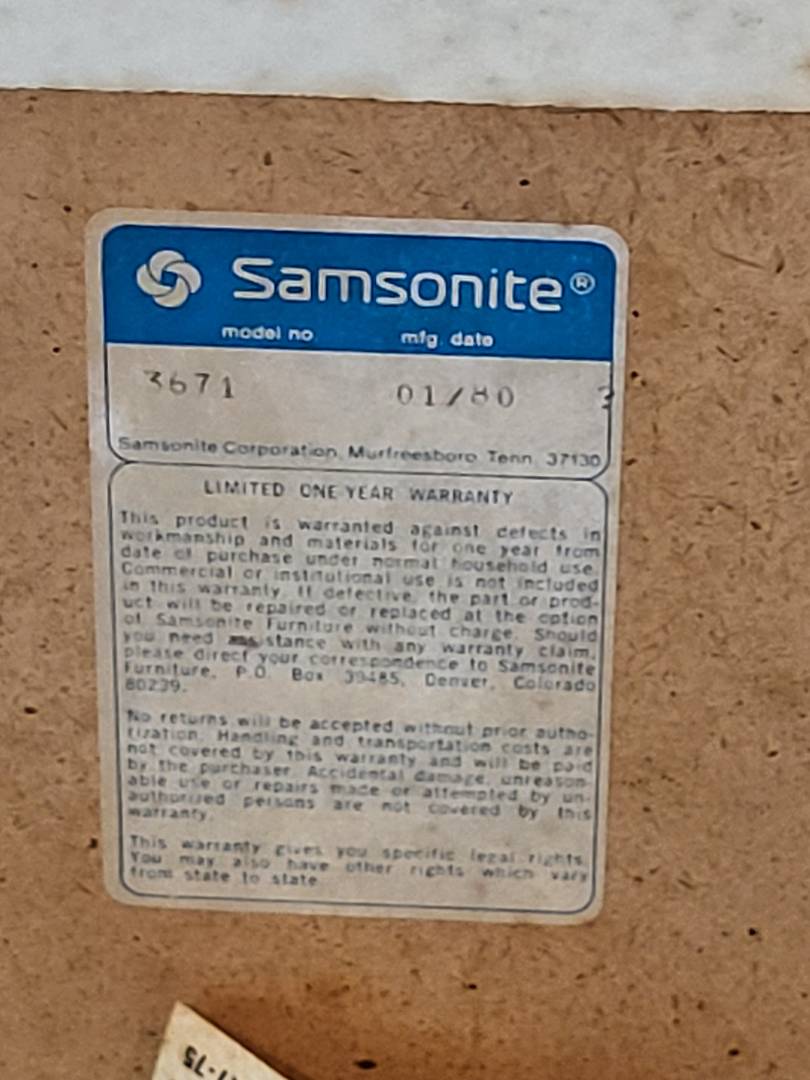 Samsonite®
model no mfg. date
3671 01/80
Samsonite Corporation, Murfreesboro, Tenn. 37130
LIMITED ONE-YEAR WARRANTY
This product is warranted against defects in
workmanship and materials for one year from
date of purchase under normal household use.
Commercial or institutional use is not included
in this warranty. If defective, the part or prod-
uct will be repaired or replaced at the option
of Samsonite Furniture without charge. Should
you need assistance with any warranty claim,
please direct your correspondence to Samsonite
Furniture, P.O. Box 39485, Denver, Colorado
80239.
No returns will be accepted without prior autho-
rization. Handling and transportation costs are
not covered by this warranty and will be paid
by the purchaser. Accidental damage, unreason-
able use or repairs made or attempted by un-
authorized persons are not covered by this
warranty.
This warranty gives you specific legal rights.
You may also have other rights which vary
from state to state.